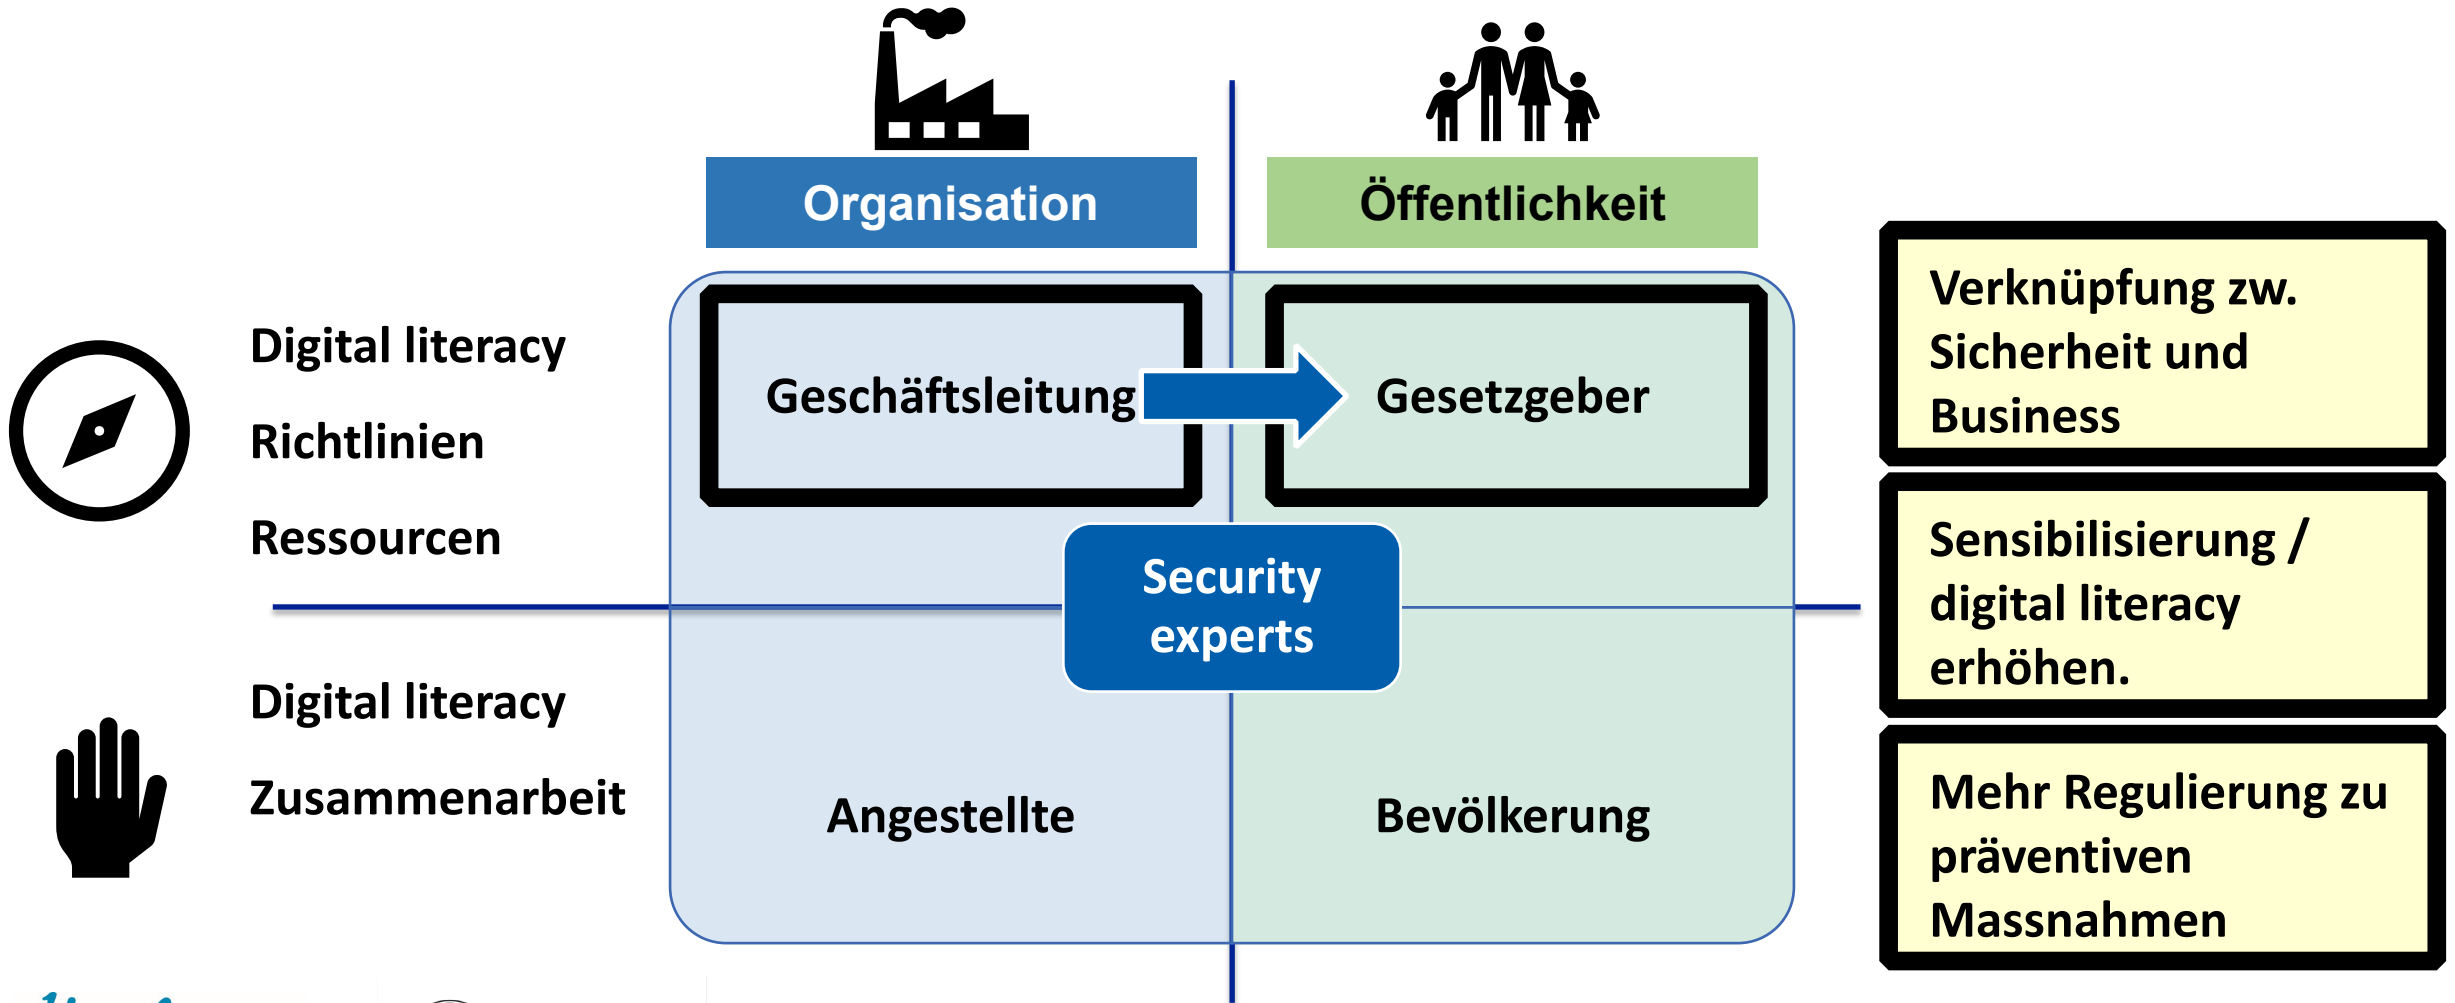 Organisation
Öffentlichkeit
Digital literacy
Richtlinien
Ressourcen
Geschäftsleitung
Gesetzgeber
Security
experts
Digital literacy
Zusammenarbeit
Angestellte
Bevölkerung
Verknüpfung zw.
Sicherheit und
Business
Sensibilisierung /
digital literacy
erhöhen.
Mehr Regulierung zu
präventiven
Massnahmen